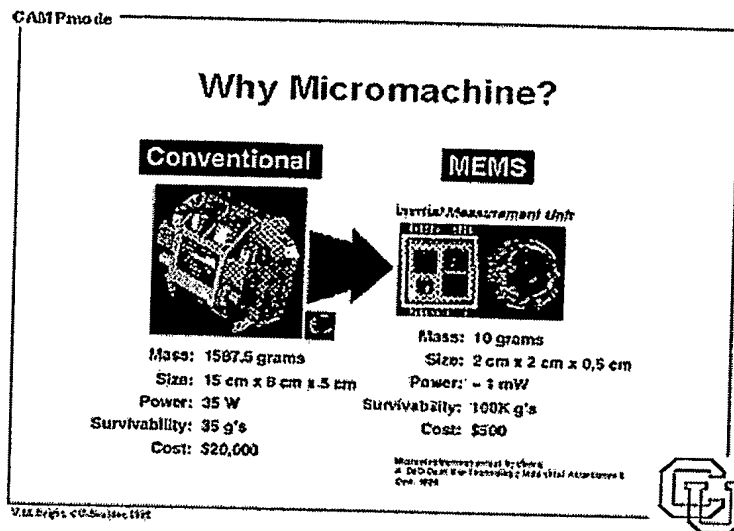 CAMPmode
Why Micromachine?
Conventional
MEMS
Inertial Measurement Unit
Mass: 1587.5 grams
Size: 15 cm x 8 cm x 5 cm
Power: 35 W
Survivability: 35 g's
Cost: $20,000
Mass: 10 grams
Size: 2 cm x 2 cm x 0,5 cm
Power: ~ 1 mW
Survivability: 100K g's
Cost: $500
CU